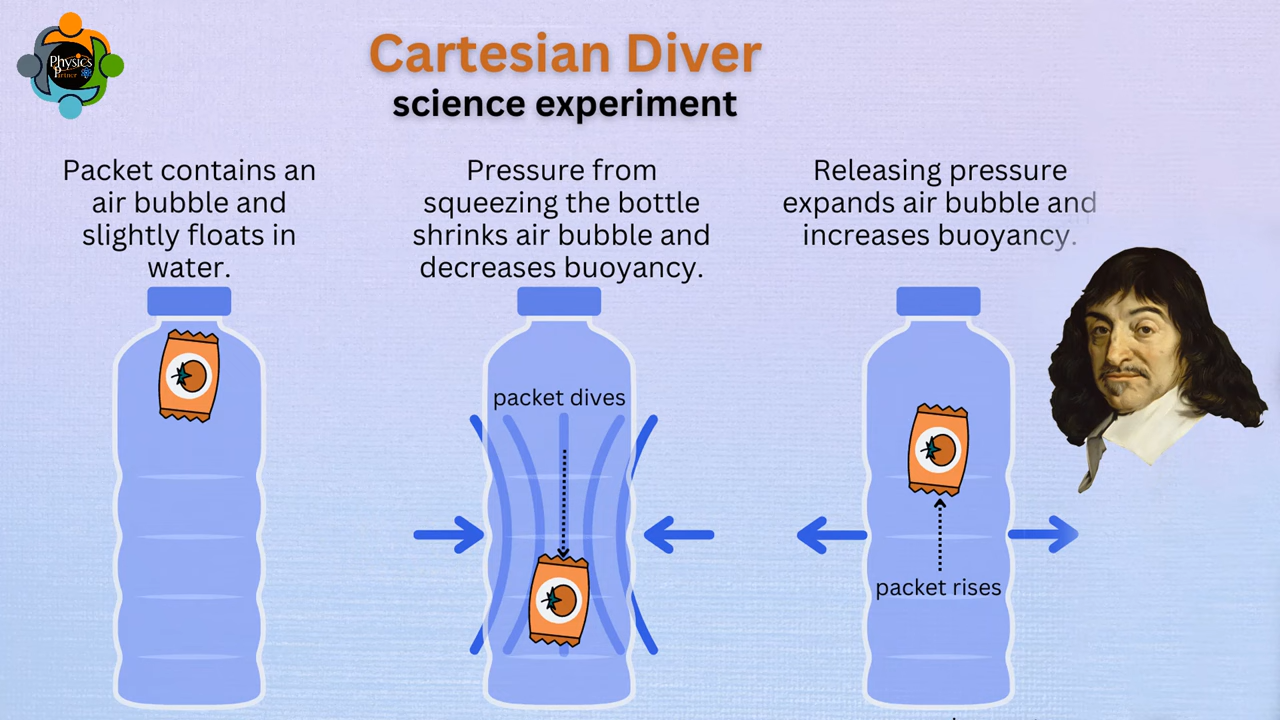 Physics
Partner
Cartesian Diver
science experiment
Packet contains an
air bubble and
slightly floats in
water.
Pressure from
squeezing the bottle
shrinks air bubble and
decreases buoyancy.
Releasing pressure
expands air bubble and
increases buoyancy.
packet dives
packet rises